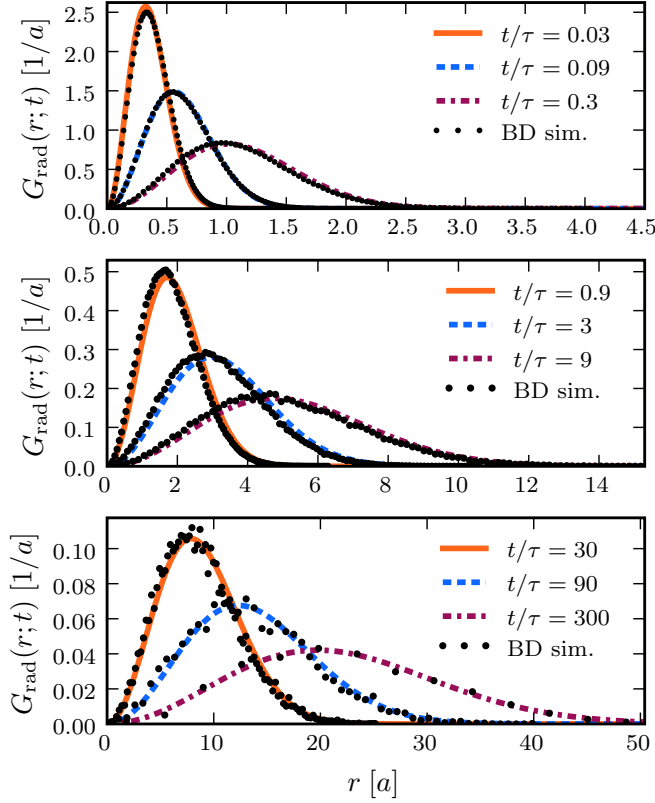 G_rad(r; t) [1/a]
2.5
2.0
1.5
1.0
0.5
0.0
t/τ = 0.03
t/τ = 0.09
t/τ = 0.3
BD sim.
0.0 0.5 1.0 1.5 2.0 2.5 3.0 3.5 4.0 4.5
G_rad(r; t) [1/a]
0.5
0.4
0.3
0.2
0.1
0.0
t/τ = 0.9
t/τ = 3
t/τ = 9
BD sim.
0 2 4 6 8 10 12 14
G_rad(r; t) [1/a]
0.10
0.08
0.06
0.04
0.02
0.00
t/τ = 30
t/τ = 90
t/τ = 300
BD sim.
0 10 20 30 40 50
r [a]